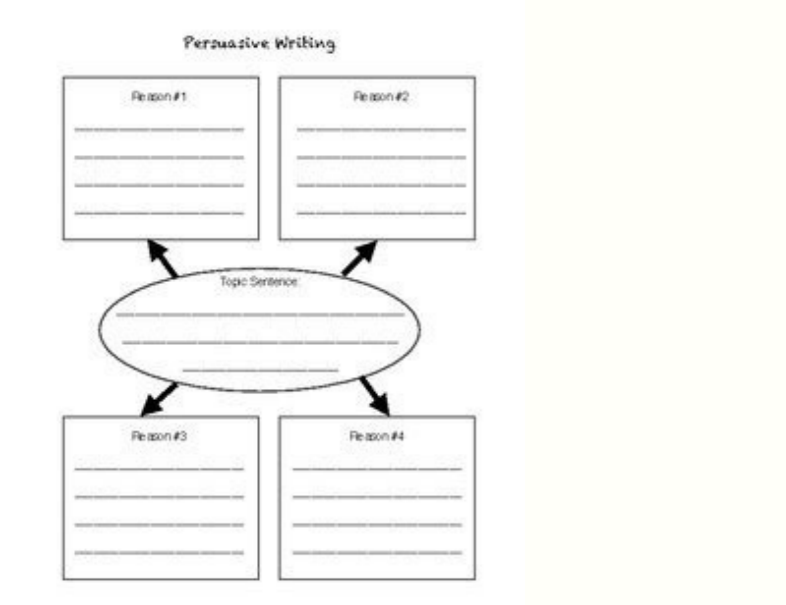 Persuasive Writing
Reason #1
Reason #2
Topic Sentence:
Reason #3
Reason #4